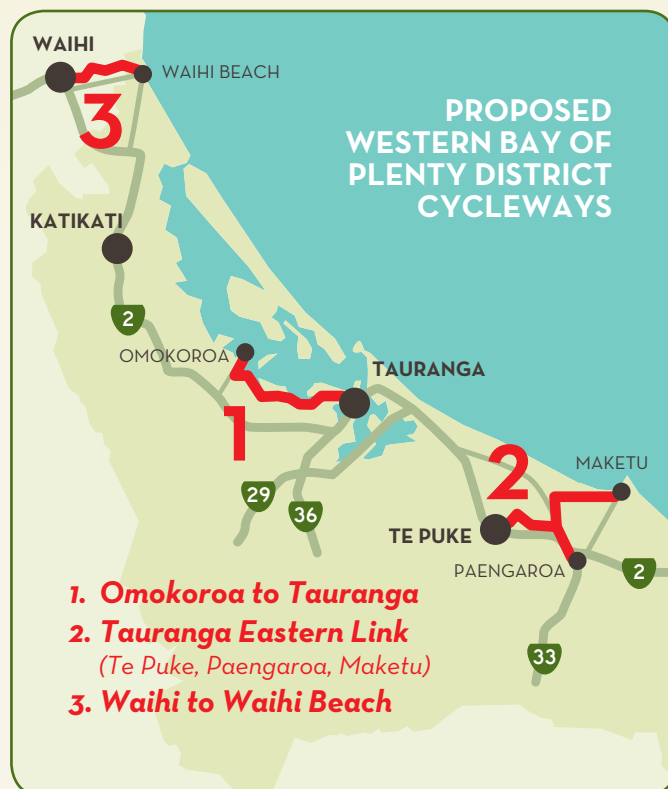 WAIHI
WAIHI BEACH
3
PROPOSED
WESTERN BAY OF
PLENTY DISTRICT
CYCLEWAYS
KATIKATI
2
OMOKOROA
TAURANGA
1
2
MAKETU
29
36
TE PUKE
PAENGAROA
2
33
1. Omokoroa to Tauranga
2. Tauranga Eastern Link
(Te Puke, Paengaroa, Maketu)
3. Waihi to Waihi Beach